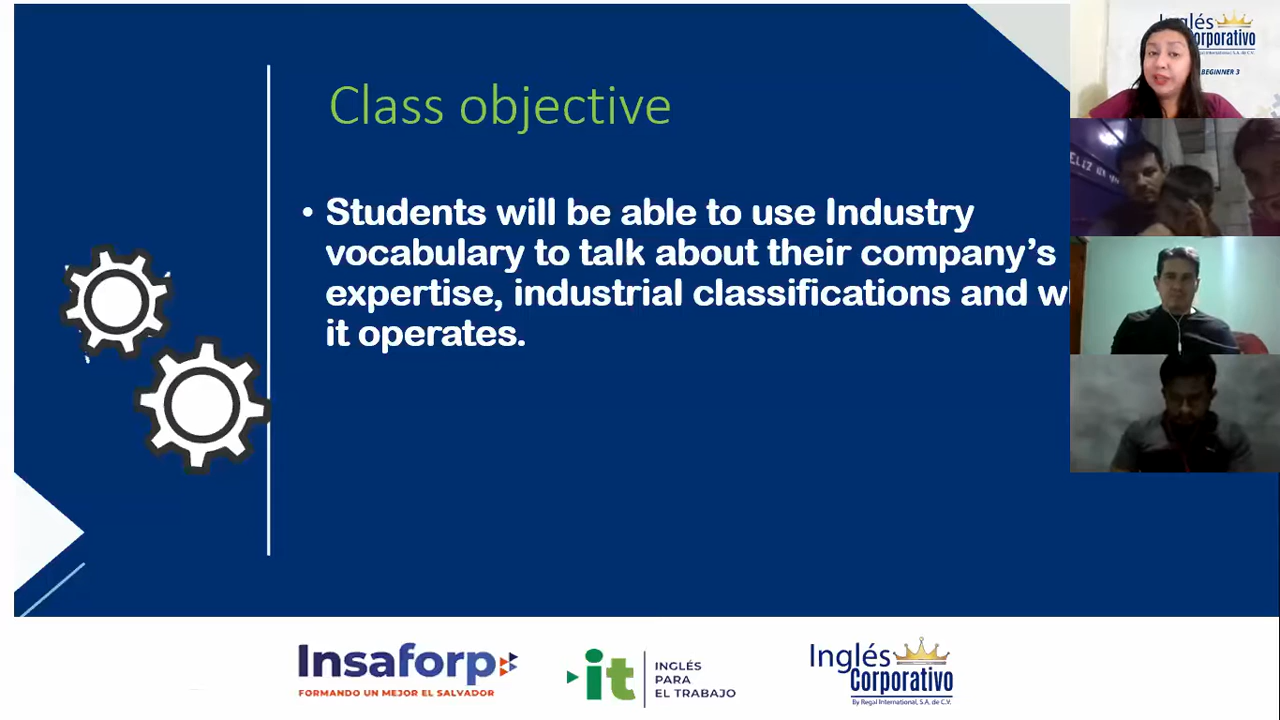 Class objective
• Students will be able to use Industry
vocabulary to talk about their company's
expertise, industrial classifications and
it operates.
Corporativo
BEGINNER 3
Insaforp
FORMANDO UN MEJOR EL SALVADOR
it
INGLÉS
PARA
EL TRABAJO
Inglés
Corporativo
By Regal International, S.A. de C.V.